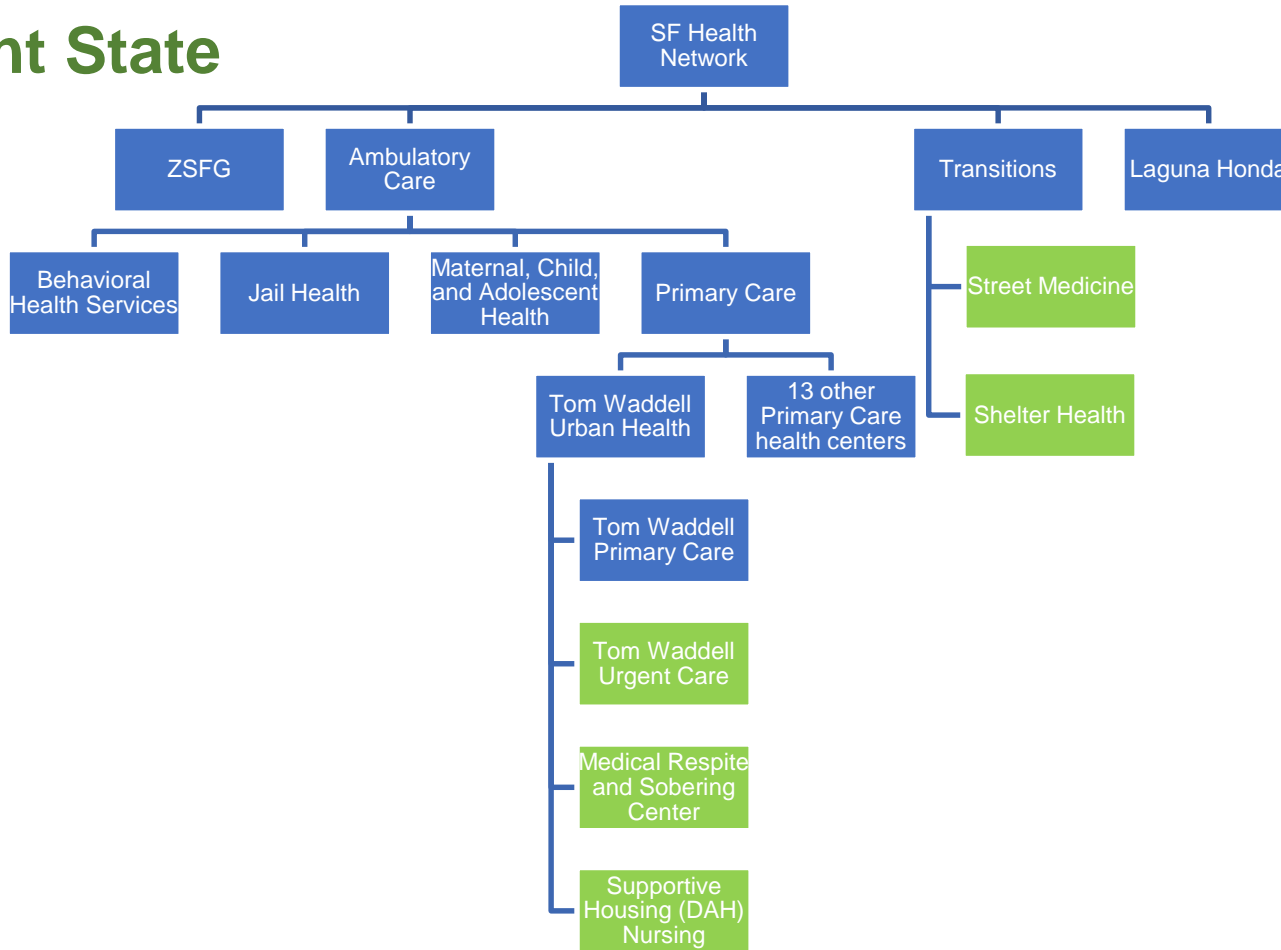 nt State
SF Health
Network
ZSFG
Ambulatory
Care
Transitions
Laguna Honda
Behavioral
Health Services
Jail Health
Maternal, Child,
and Adolescent
Health
Primary Care
Street Medicine
Tom Waddell
Urban Health
13 other
Primary Care
health centers
Shelter Health
Tom Waddell
Primary Care
Tom Waddell
Urgent Care
Medical Respite
and Sobering
Center
Supportive
Housing (DAH)
Nursing